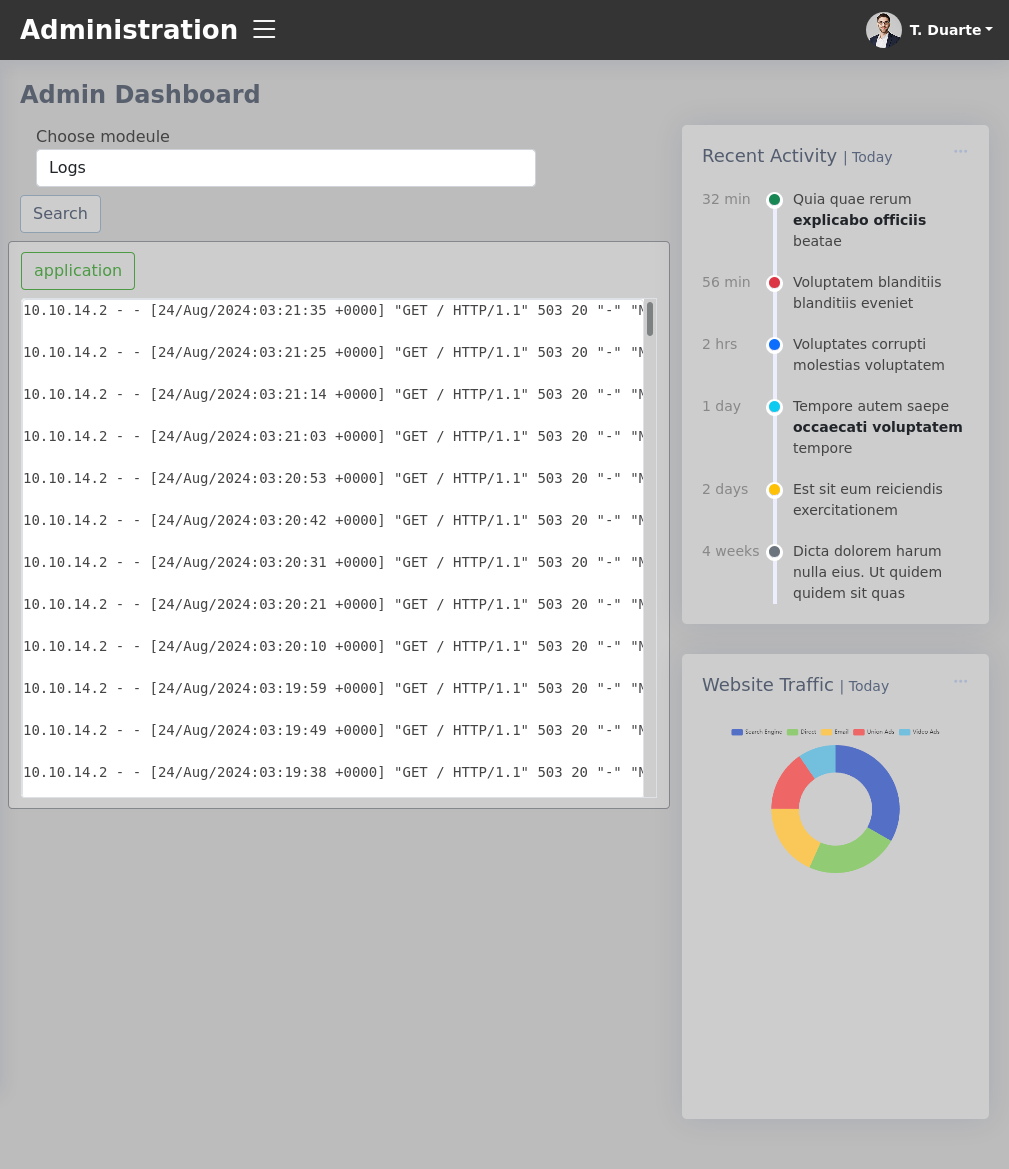 Administration
T. Duarte
Admin Dashboard
Choose modeule
Logs
Search
application
10.10.14.2 - - [24/Aug/2024:03:21:35 +0000] "GET / HTTP/1.1" 503 20 "-"
10.10.14.2 - - [24/Aug/2024:03:21:25 +0000] "GET / HTTP/1.1" 503 20 "-"
10.10.14.2 - - [24/Aug/2024:03:21:14 +0000] "GET / HTTP/1.1" 503 20 "-"
10.10.14.2 - - [24/Aug/2024:03:21:03 +0000] "GET / HTTP/1.1" 503 20 "-"
10.10.14.2 - - [24/Aug/2024:03:20:53 +0000] "GET / HTTP/1.1" 503 20 "-"
10.10.14.2 - - [24/Aug/2024:03:20:42 +0000] "GET / HTTP/1.1" 503 20 "-"
10.10.14.2 - - [24/Aug/2024:03:20:31 +0000] "GET / HTTP/1.1" 503 20 "-"
10.10.14.2 - - [24/Aug/2024:03:20:21 +0000] "GET / HTTP/1.1" 503 20 "-"
10.10.14.2 - - [24/Aug/2024:03:20:10 +0000] "GET / HTTP/1.1" 503 20 "-"
10.10.14.2 - - [24/Aug/2024:03:19:59 +0000] "GET / HTTP/1.1" 503 20 "-"
10.10.14.2 - - [24/Aug/2024:03:19:49 +0000] "GET / HTTP/1.1" 503 20 "-"
10.10.14.2 - - [24/Aug/2024:03:19:38 +0000] "GET / HTTP/1.1" 503 20 "-"
Recent Activity | Today
32 min Quia quae rerum
explicabo officiis
beatae
56 min Voluptatem blanditiis
blanditiis eveniet
2 hrs Voluptates corrupti
molestias voluptatem
1 day Tempore autem saepe
occaecati voluptatem
tempore
2 days Est sit eum reiciendis
exercitationem
4 weeks Dicta dolorem harum
nulla eius. Ut quidem
quidem sit quas
Website Traffic | Today
Search Engine Direct Email Union Ads Video Ads